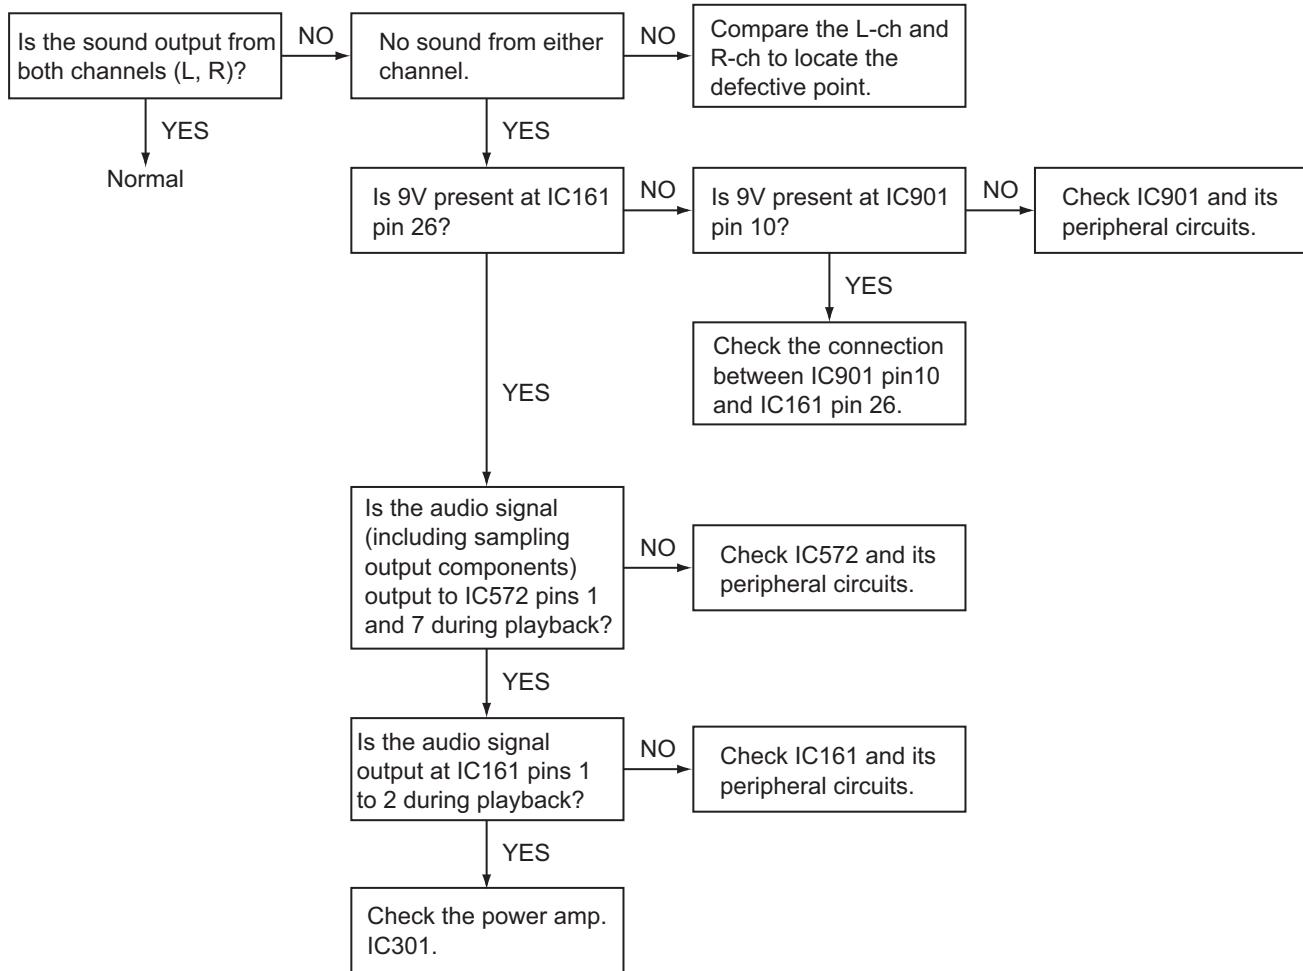 Is the sound output from
both channels (L, R)?
NO
No sound from either
channel.
NO
Compare the L-ch and
R-ch to locate the
defective point.
YES
Normal
YES
Is 9V present at IC161
pin 26?
NO
Is 9V present at IC901
pin 10?
NO
Check IC901 and its
peripheral circuits.
YES
Check the connection
between IC901 pin10
and IC161 pin 26.
YES
Is the audio signal
(including sampling
output components)
output to IC572 pins 1
and 7 during playback?
NO
Check IC572 and its
peripheral circuits.
YES
Is the audio signal
output at IC161 pins 1
to 2 during playback?
NO
Check IC161 and its
peripheral circuits.
YES
Check the power amp.
IC301.